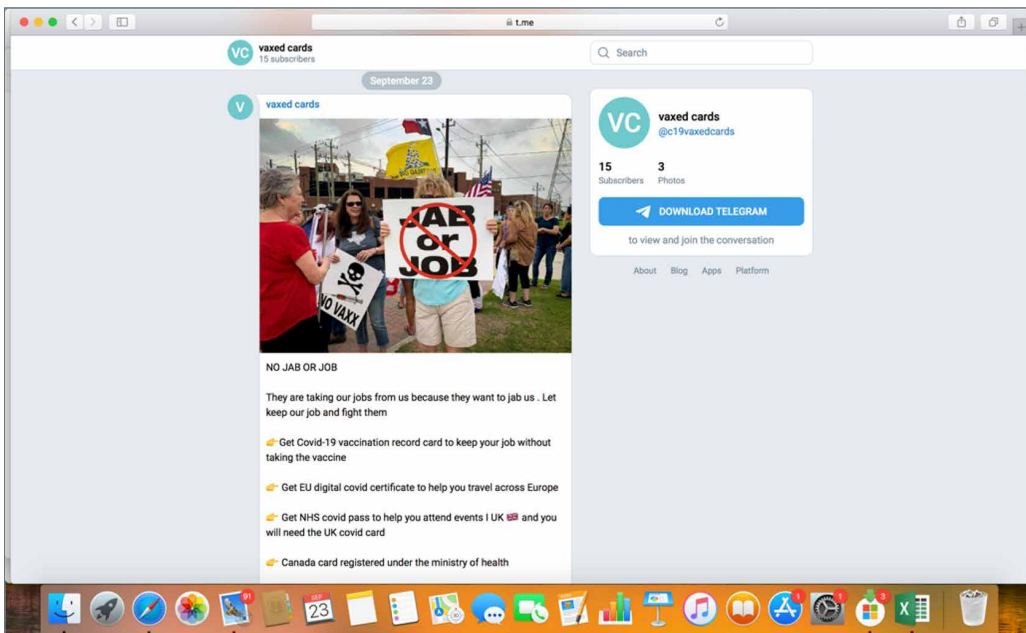 t.me
VC
vaxed cards
15 subscribers
Search
September 23
V
vaxed cards
NO VAXX
JAB
or
JOB
NO JAB OR JOB
They are taking our jobs from us because they want to jab us . Let
keep our job and fight them
👉Get Covid-19 vaccination record card to keep your job without
taking the vaccine
👉 Get EU digital covid certificate to help you travel across Europe
👉 Get NHS covid pass to help you attend events I UK 🇬🇧 and you
will need the UK covid card
👉 Canada card registered under the ministry of health
VC
vaxed cards
@c19vaxedcards
15 3
Subscribers Photos
DOWNLOAD TELEGRAM
to view and join the conversation
About Blog Apps Platform
91
SEP
23
1
1
3
X